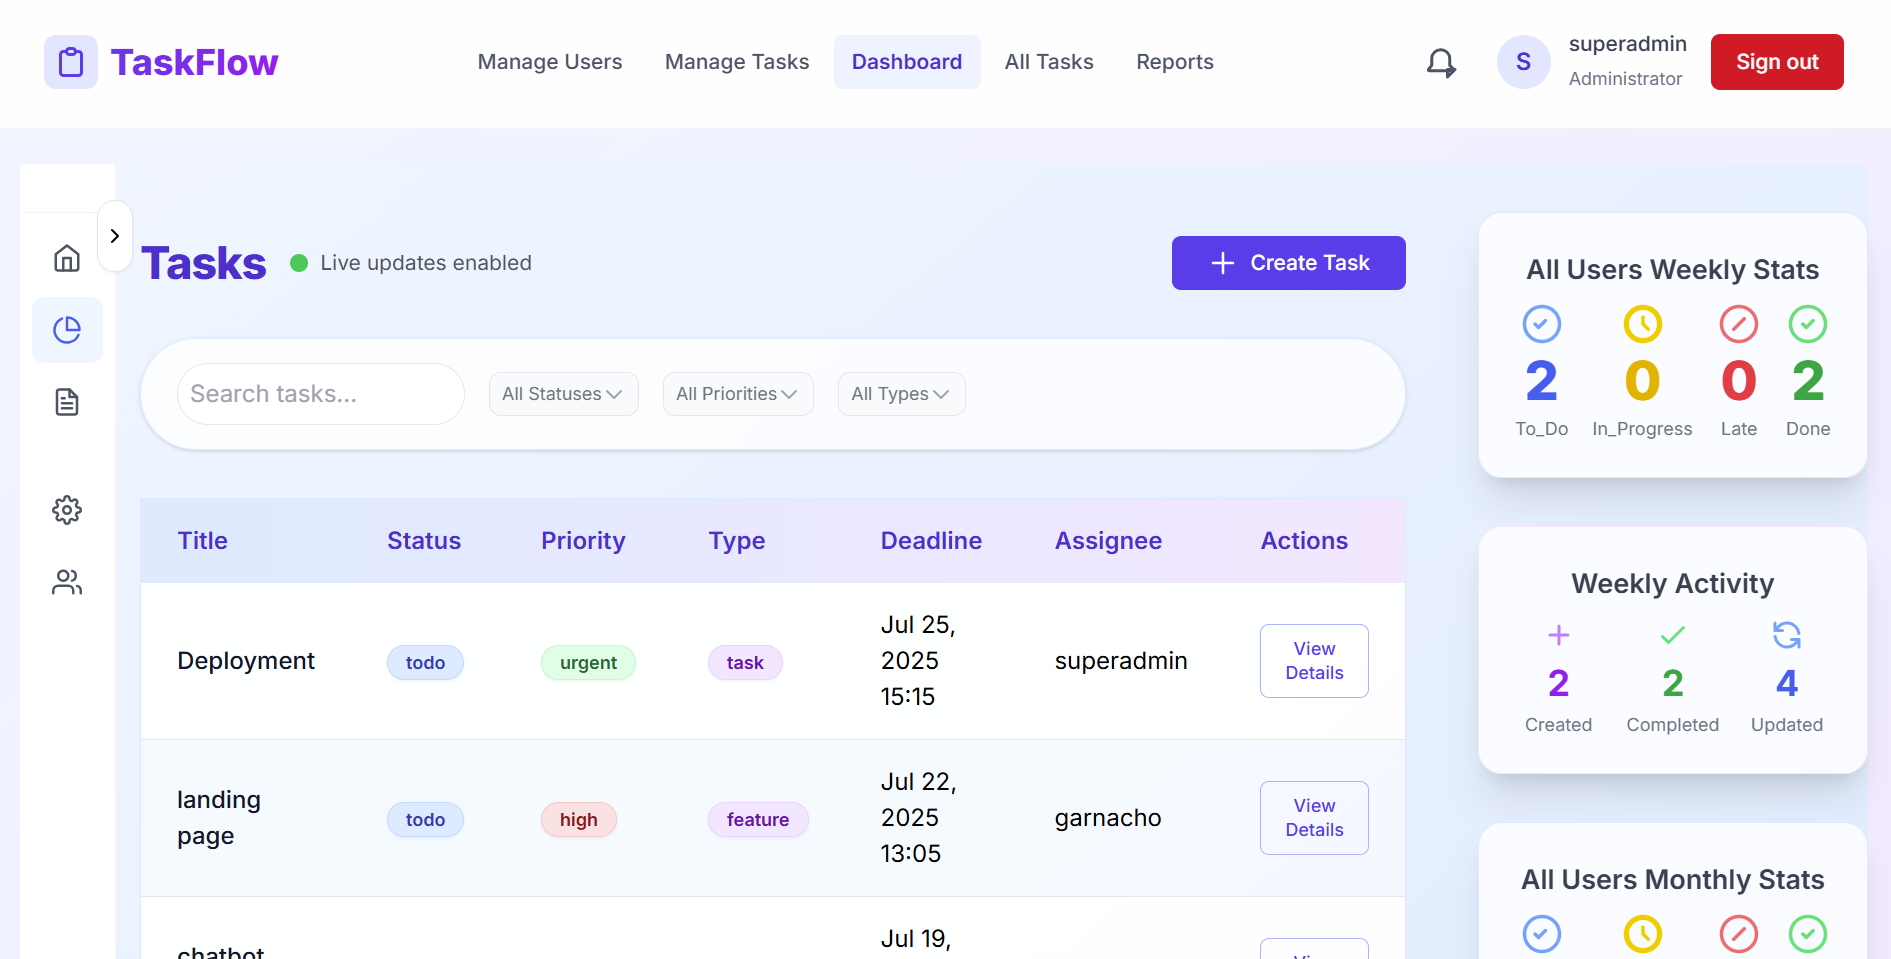 TaskFlow
Manage Users
Manage Tasks
Dashboard
All Tasks
Reports
S
superadmin
Administrator
Sign out
Tasks
Live updates enabled
Create Task
Search tasks...
All Statuses
All Priorities
All Types
Title Status Priority Type Deadline Assignee Actions
Deployment
todo
urgent
task
Jul 25,
2025
15:15
superadmin
View
Details
landing
page
todo
high
feature
Jul 22,
2025
13:05
garnacho
View
Details
chatbot
Jul 19,
View
All Users Weekly Stats
2 0 0 2
To_Do In_Progress Late Done
Weekly Activity
2 2 4
Created Completed Updated
All Users Monthly Stats